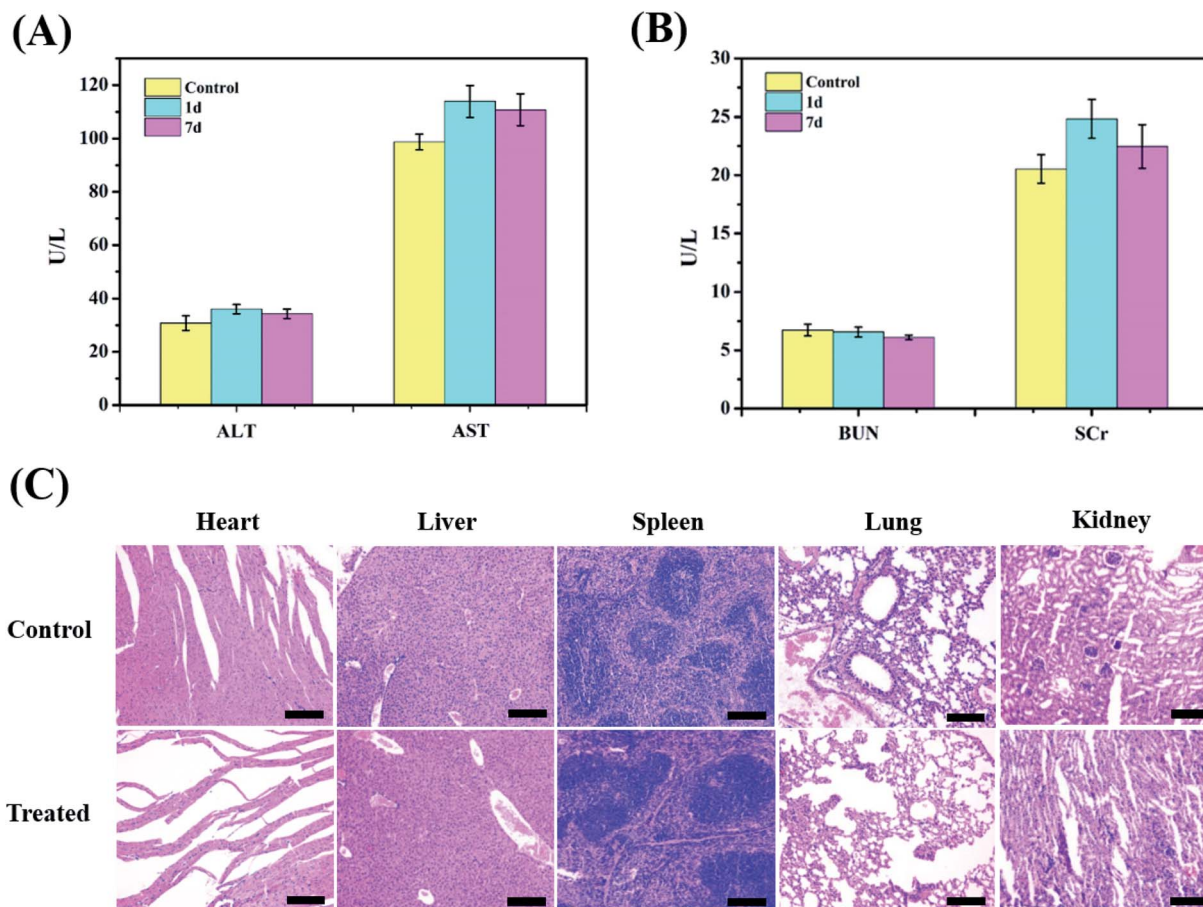 (A)
U/L
120
100
80
60
40
20
0
Control
1d
7d
ALT
AST
(B)
U/L
30
25
20
15
10
5
0
Control
1d
7d
BUN
SCr
(C)
Heart
Liver
Spleen
Lung
Kidney
Control
Treated